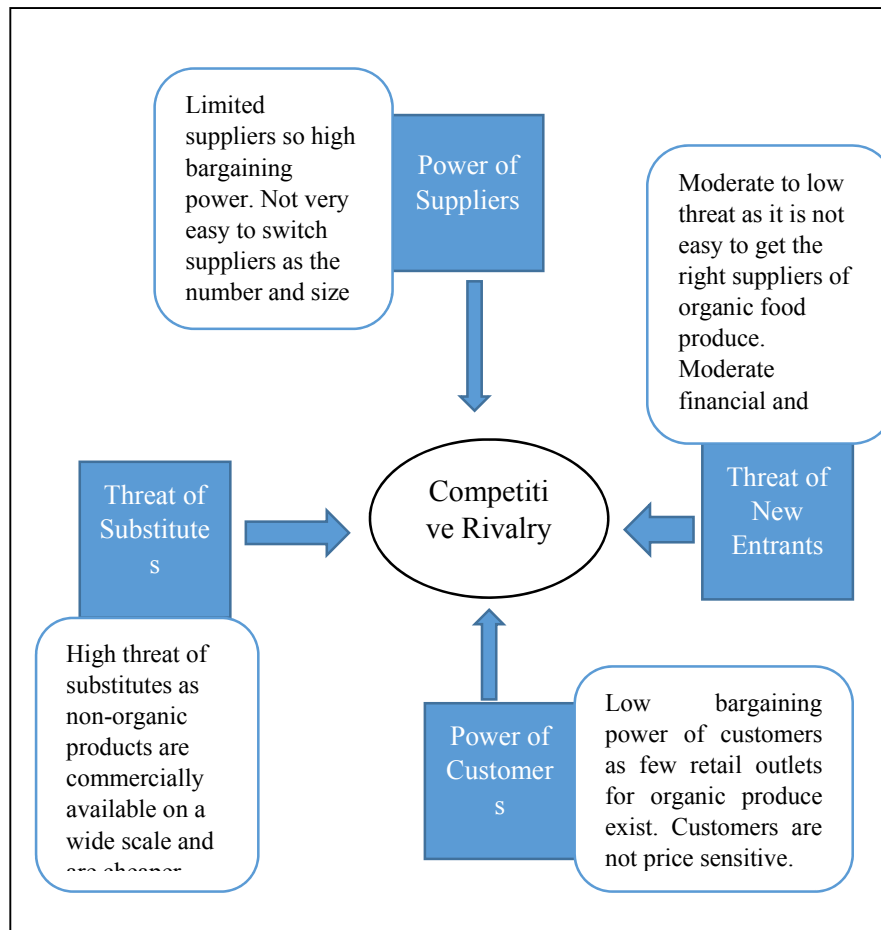 Limited
suppliers so high
bargaining
power. Not very
easy to switch
suppliers as the
number and size
Power of
Suppliers
Moderate to low
threat as it is not
easy to get the
right suppliers of
organic food
produce.
Moderate
financial and
Threat of
New
Entrants
Competiti
ve Rivalry
Threat of
Substitute
s
High threat of
substitutes as
non-organic
products are
commercially
available on a
wide scale and
are cheaper
Power of
Customer
s
Low bargaining
power of customers
as few retail outlets
for organic produce
exist. Customers are
not price sensitive.